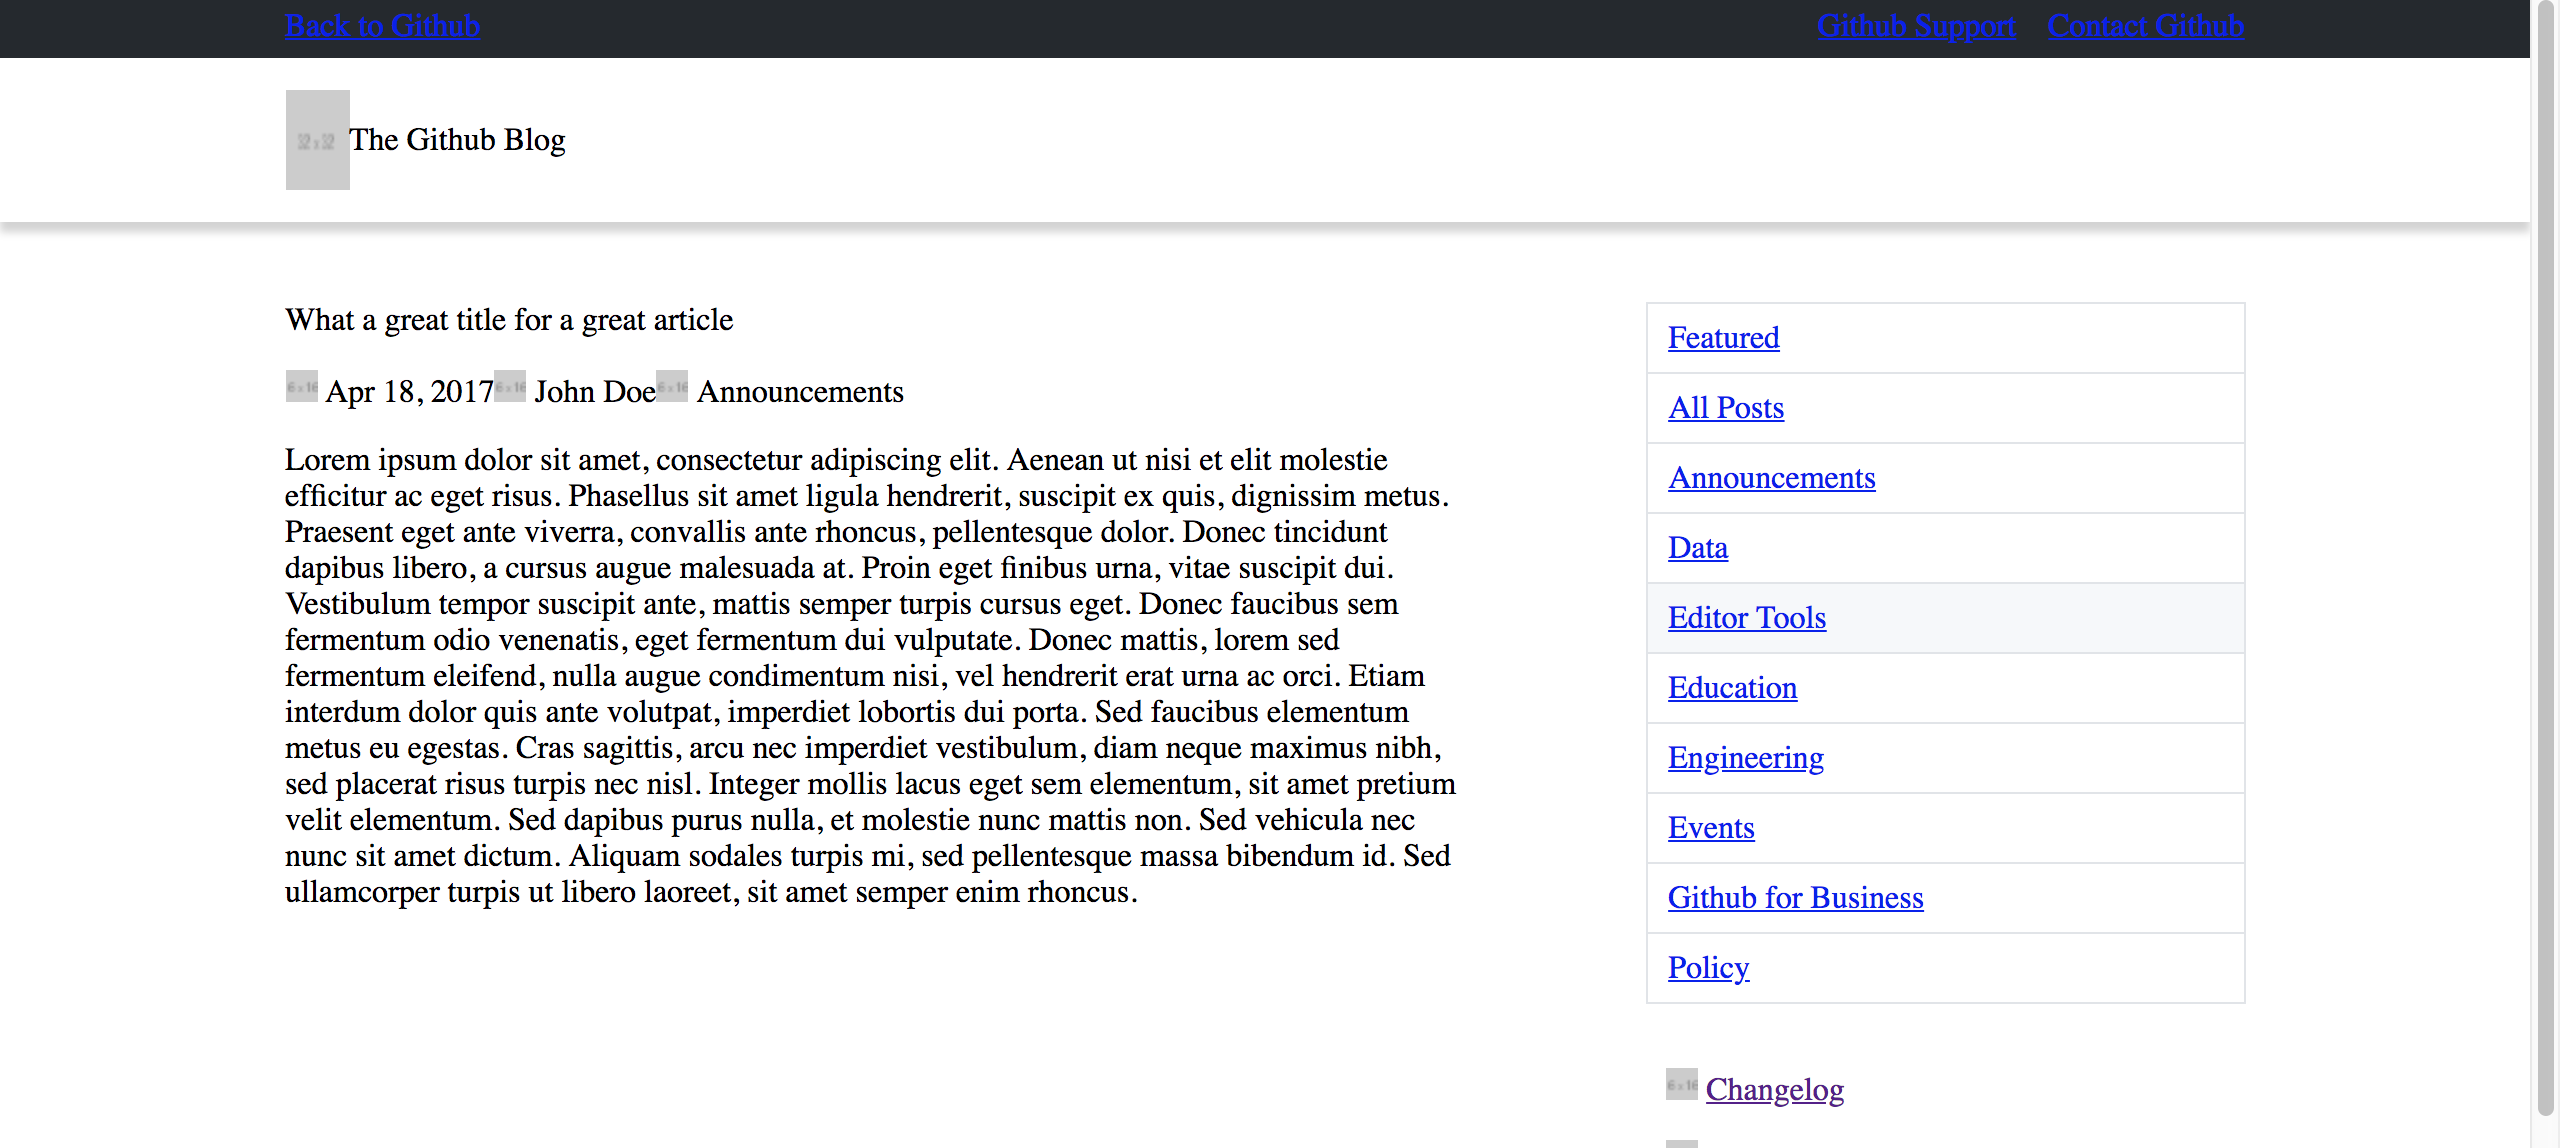 Back to Github
Github Support
Contact Github
The Github Blog
What a great title for a great article
Apr 18, 2017 John Doe Announcements
Lorem ipsum dolor sit amet, consectetur adipiscing elit. Aenean ut nisi et elit molestie
efficitur ac eget risus. Phasellus sit amet ligula hendrerit, suscipit ex quis, dignissim metus.
Praesent eget ante viverra, convallis ante rhoncus, pellentesque dolor. Donec tincidunt
dapibus libero, a cursus augue malesuada at. Proin eget finibus urna, vitae suscipit dui.
Vestibulum tempor suscipit ante, mattis semper turpis cursus eget. Donec faucibus sem
fermentum odio venenatis, eget fermentum dui vulputate. Donec mattis, lorem sed
fermentum eleifend, nulla augue condimentum nisi, vel hendrerit erat urna ac orci. Etiam
interdum dolor quis ante volutpat, imperdiet lobortis dui porta. Sed faucibus elementum
metus eu egestas. Cras sagittis, arcu nec imperdiet vestibulum, diam neque maximus nibh,
sed placerat risus turpis nec nisl. Integer mollis lacus eget sem elementum, sit amet pretium
velit elementum. Sed dapibus purus nulla, et molestie nunc mattis non. Sed vehicula nec
nunc sit amet dictum. Aliquam sodales turpis mi, sed pellentesque massa bibendum id. Sed
ullamcorper turpis ut libero laoreet, sit amet semper enim rhoncus.
Featured
All Posts
Announcements
Data
Editor Tools
Education
Engineering
Events
Github for Business
Policy
Changelog